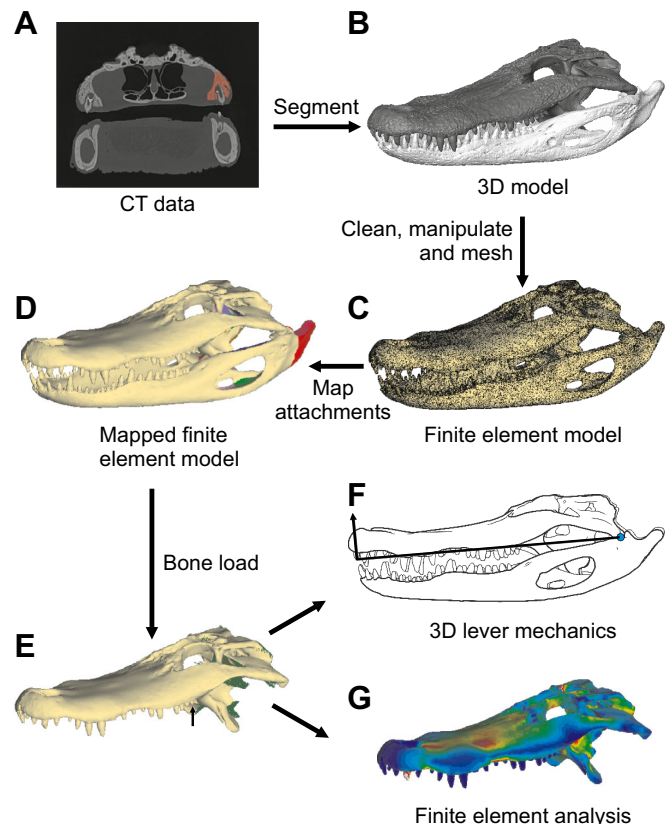 A
CT data
Segment
B
3D model
Clean, manipulate
and mesh
C
Finite element model
Map
attachments
D
Mapped finite
element model
Bone load
E
F
3D lever mechanics
G
Finite element analysis